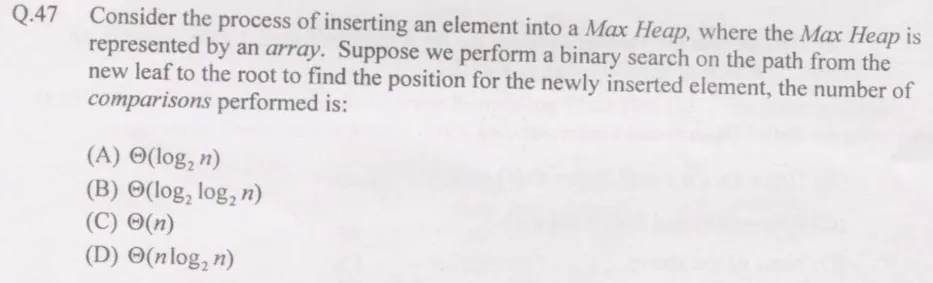 Q.47 Consider the process of inserting an element into a Max Heap, where the Max Heap is
represented by an array. Suppose we perform a binary search on the path from the
new leaf to the root to find the position for the newly inserted element, the number of
comparisons performed is:
(A) Θ(log₂ n)
(B) Θ(log₂ log₂ n)
(C) Θ(n)
(D) Θ(n log₂ n)